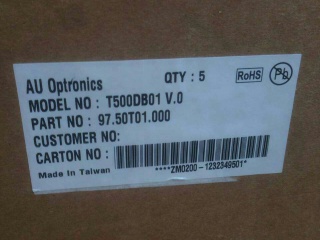 AU Optronics QTY : 5 RoHS Pb
MODEL NO : T500DB01 V.0
PART NO : 97.50T01.000
CUSTOMER NO:
CARTON NO :
Made In Taiwan ****ZM0200-1232349501*